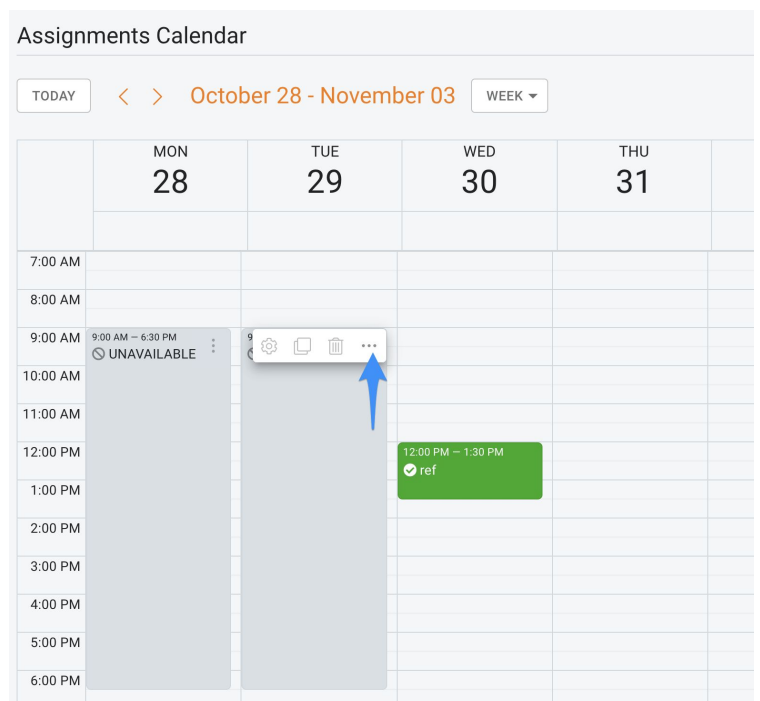 Assignments Calendar
TODAY
October 28 - November 03
WEEK
MON
TUE
WED
THU
28
29
30
31
7:00 AM
8:00 AM
9:00 AM
9:00 AM — 6:30 PM
9
UNAVAILABLE
10:00 AM
11:00 AM
12:00 PM
12:00 PM — 1:30 PM
ref
1:00 PM
2:00 PM
3:00 PM
4:00 PM
5:00 PM
6:00 PM